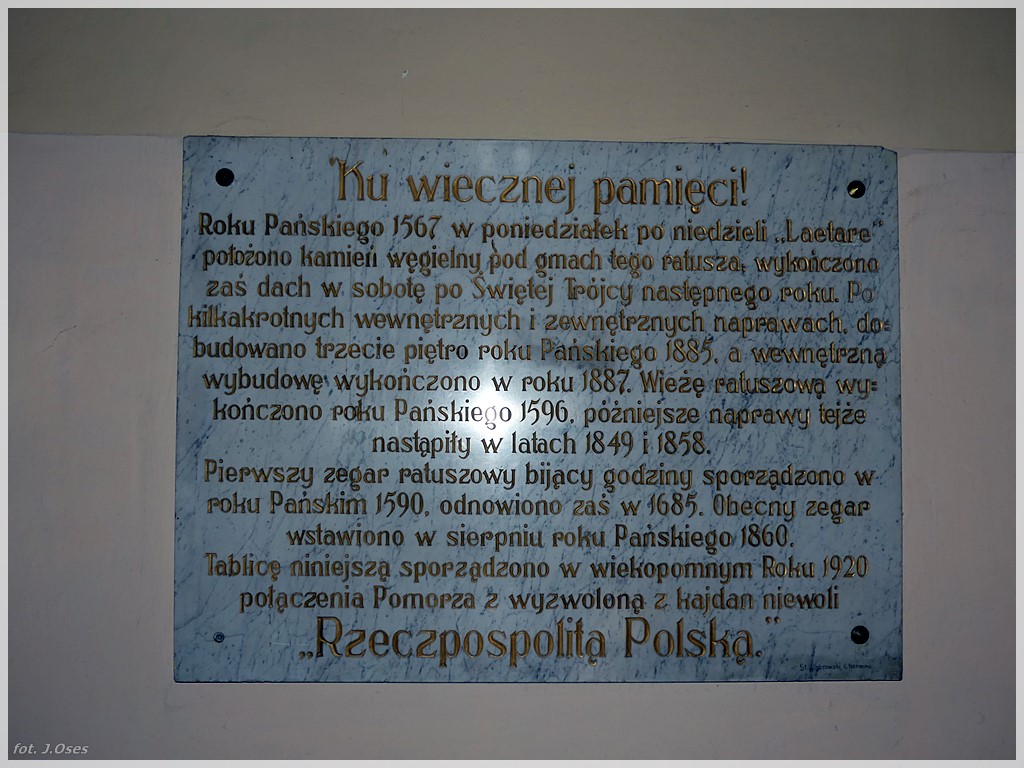 Ku wiecznej pamięci!
Roku Pańskiego 1567 w poniedziałek po niedzieli „Laetare"
położono kamień węgielny pod gmach tego ratusza, wykończono
zaś dach w sobotę po Świętej Trójcy następnego roku. Po
kilkakrotnych wewnętrznych i zewnętrznych naprawach, do=
budowano trzecie piętro roku Pańskiego 1885, a wewnętrzną
wybudowę wykończono w roku 1887. Wieżę ratuszową wy=
kończono roku Pańskiego 1596, późniejsze naprawy tejże
nastąpiły w latach 1849 i 1858.
Pierwszy zegar ratuszowy bijący godziny sporządzono w
roku Pańskim 1590, odnowiono zaś w 1685. Obecny zegar
wstawiono w sierpniu roku Pańskiego 1860.
Tablicę niniejszą sporządzono w wiekopomnym Roku 1920
połączenia Pomorza z wyzwoloną z kajdan niewoli
„Rzeczpospolitą Polską."
fot. J.Oses